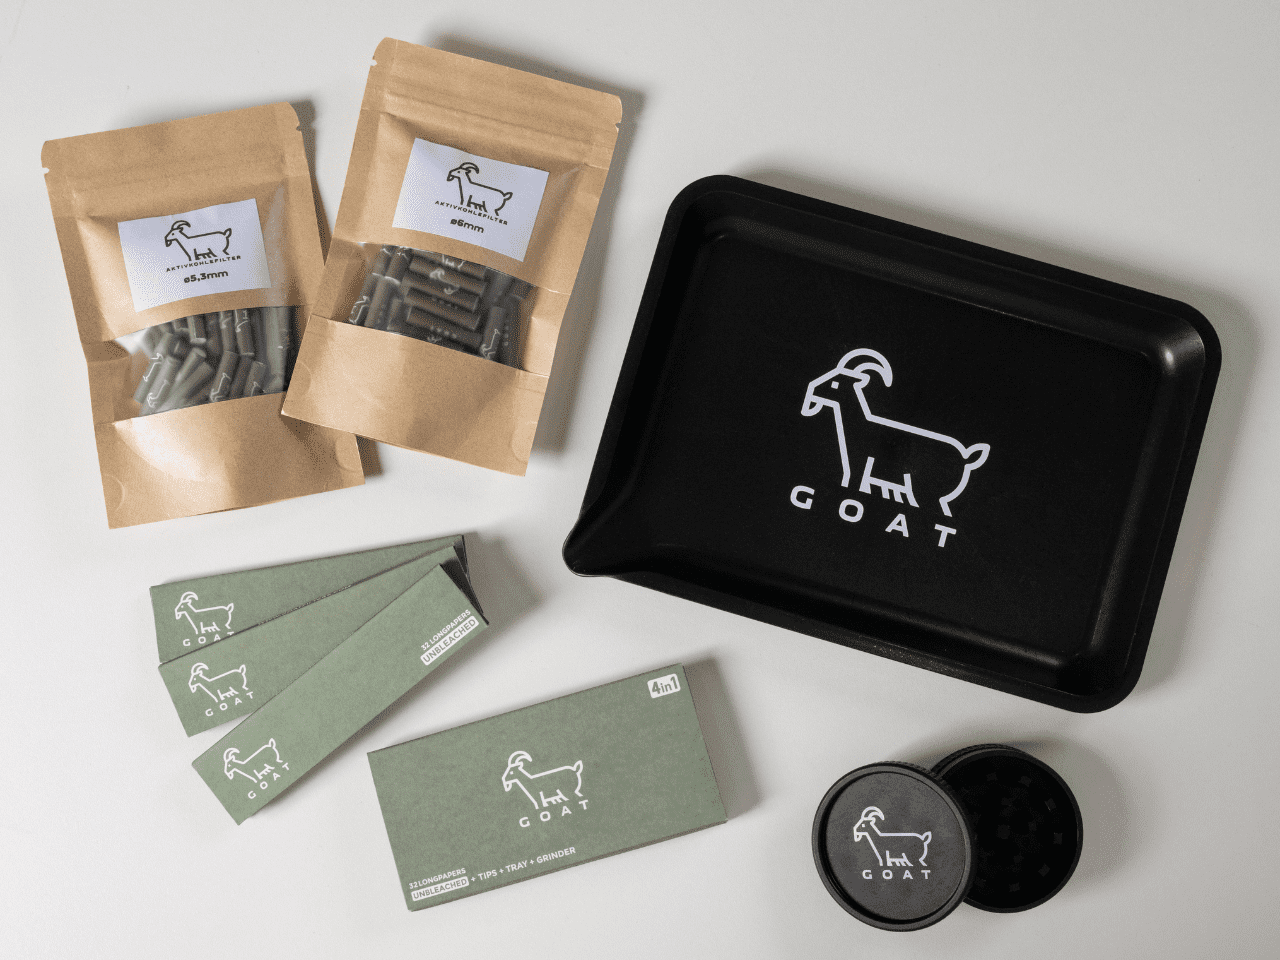 AKTIVKOHLEFILTER
ø5,3mm
AKTIVKOHLEFILTER
ø6mm
GOAT
GOAT
GOAT
GOAT
32 LONGPAPERS
UNBLEACHED
4in1
GOAT
32 LONGPAPERS
UNBLEACHED + TIPS + TRAY + GRINDER
GOAT